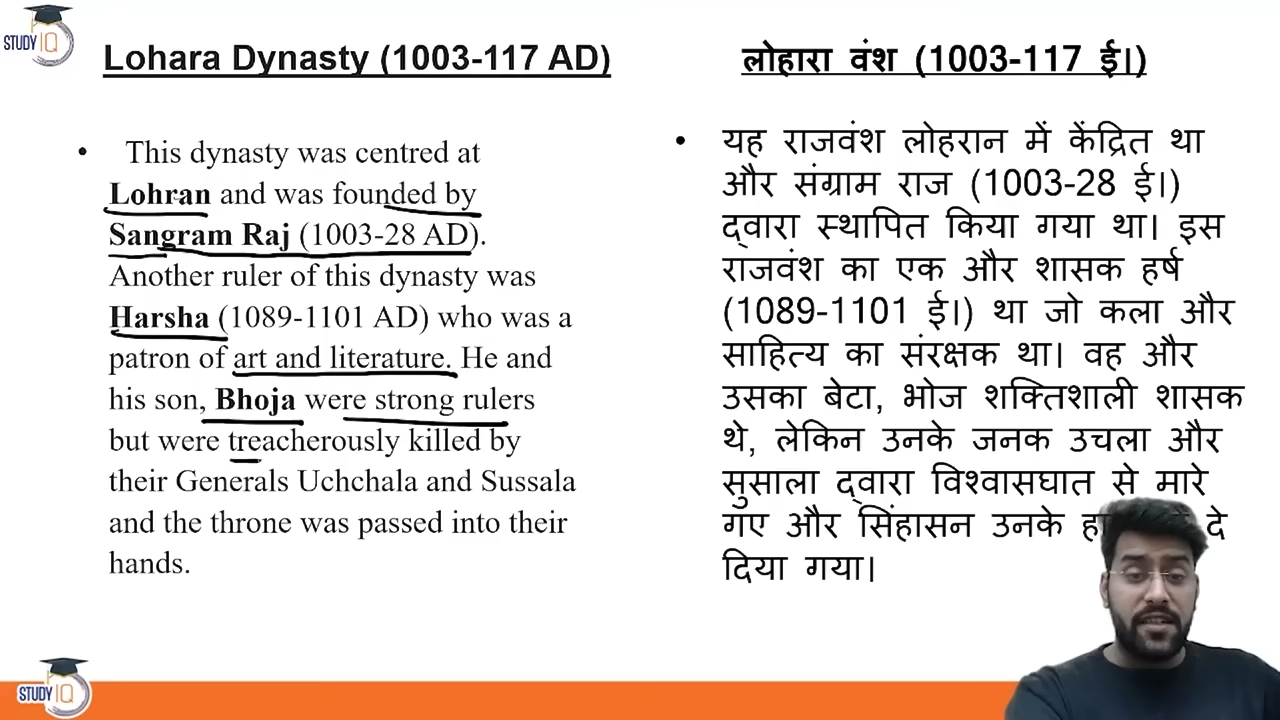 STUDY IQ
Lohara Dynasty (1003-117 AD)
This dynasty was centred at
Lohran and was founded by
Sangram Raj (1003-28 AD).
Another ruler of this dynasty was
Harsha (1089-1101 AD) who was a
patron of art and literature. He and
his son, Bhoja were strong rulers
but were treacherously killed by
their Generals Uchchala and Sussala
and the throne was passed into their
hands.
लोहारा वंश (1003-117 ई।)
यह राजवंश लोहरान में केंद्रित था
और संग्राम राज (1003-28 ई।)
द्वारा स्थापित किया गया था। इस
राजवंश का एक और शासक हर्ष
(1089-1101 ई।) था जो कला और
साहित्य का संरक्षक था। वह और
उसका बेटा, भोज शक्तिशाली शासक
थे, लेकिन उनके जनक उचला और
सुसाला द्वारा विश्वासघात से मारे
गए और सिंहासन उनके दे
दिया गया।
STUDY IQ